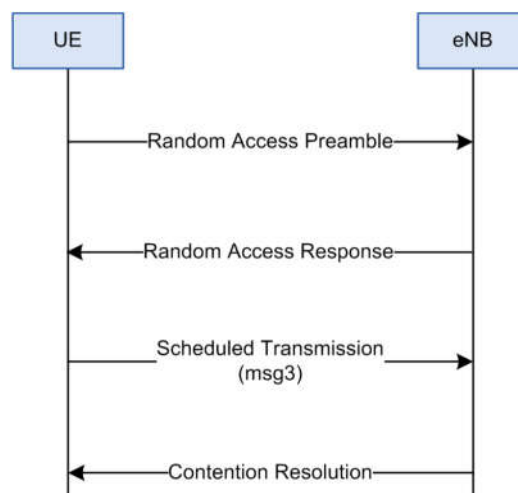 UE
eNB
Random Access Preamble
Random Access Response
Scheduled Transmission
(msg3)
Contention Resolution